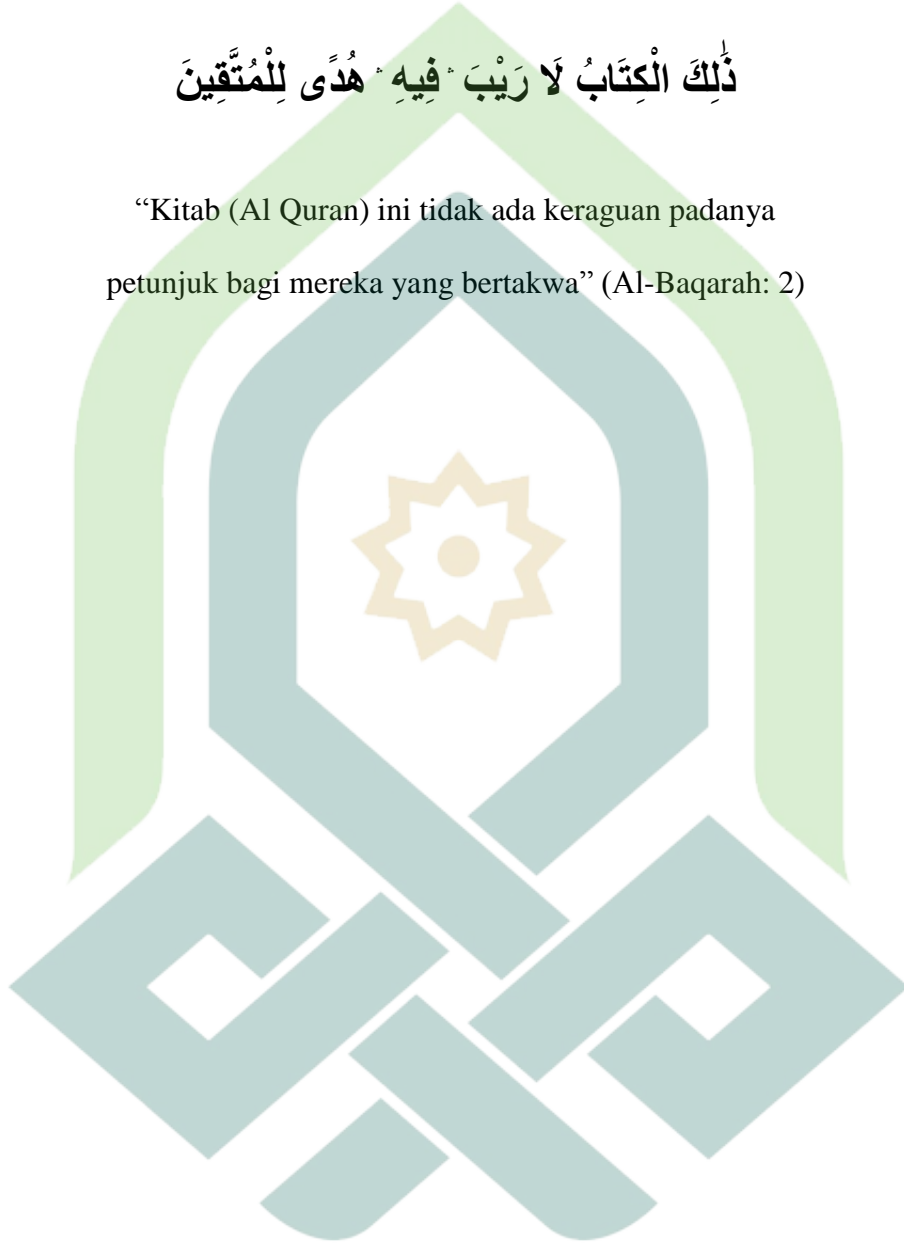 ذَٰلِكَ الْكِتَابُ لَا رَيْبَ ۛ فِيهِ ۛ هُدًى لِلْمُتَّقِينَ
“Kitab (Al Quran) ini tidak ada keraguan padanya
petunjuk bagi mereka yang bertakwa” (Al-Baqarah: 2)